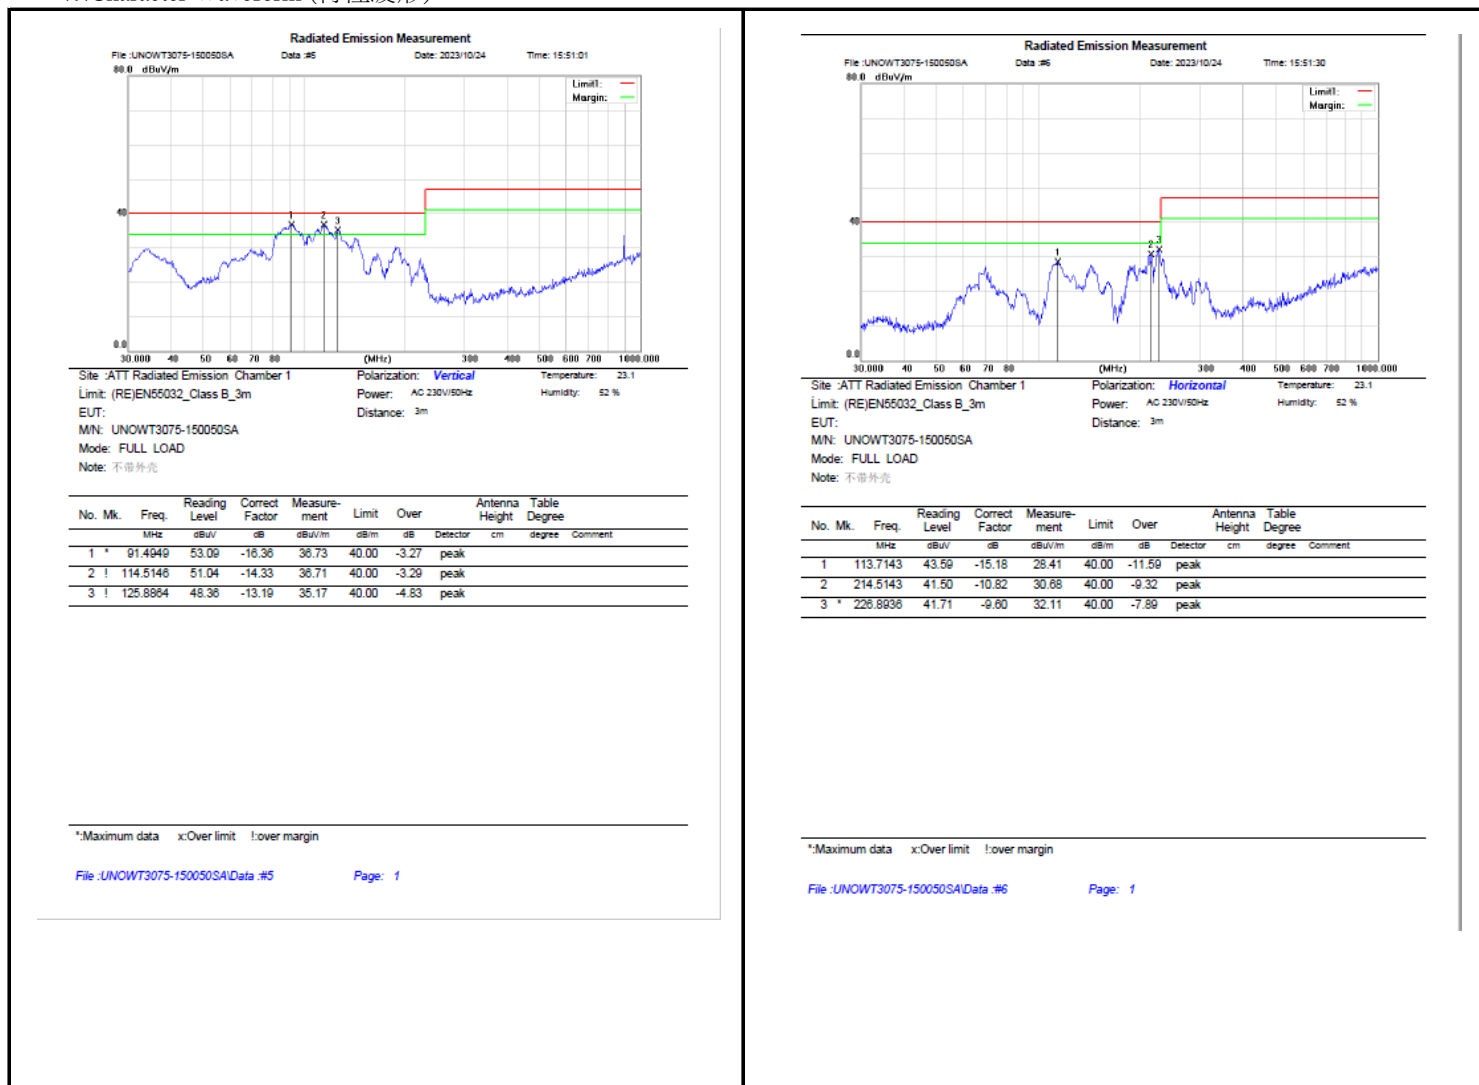 Radiated Emission Measurement
File :UNOWT3075-150050SA Data :#5 Date: 2023/10/24 Time: 15:51:01
80.0 dBuV/m
Limit1:
Margin:
1 2 3
40
0.0
30.000 40 50 60 70 80 (MHz) 300 400 500 600 700 1000.000
Site :ATT Radiated Emission Chamber 1 Polarization: Vertical Temperature: 23.1
Limit: (RE)EN55032_Class B_3m Power: AC 230V/50Hz Humidity: 52 %
EUT: Distance: 3m
M/N: UNOWT3075-150050SA
Mode: FULL LOAD
Note: 不带外壳
No. Mk. Freq. Reading Level Correct Factor Measure-ment Limit Over Antenna Height Table Degree
MHz dBuV dB dBuV/m dB/m dB Detector cm degree Comment
1 * 91.4949 53.09 -16.36 36.73 40.00 -3.27 peak
2 ! 114.5146 51.04 -14.33 36.71 40.00 -3.29 peak
3 ! 125.8864 48.36 -13.19 35.17 40.00 -4.83 peak
*:Maximum data x:Over limit !:over margin
File :UNOWT3075-150050SA\Data :#5 Page: 1
Radiated Emission Measurement
File :UNOWT3075-150050SA Data :#6 Date: 2023/10/24 Time: 15:51:30
80.0 dBuV/m
Limit1:
Margin:
1 2 3
40
0.0
30.000 40 50 60 70 80 (MHz) 300 400 500 600 700 1000.000
Site :ATT Radiated Emission Chamber 1 Polarization: Horizontal Temperature: 23.1
Limit: (RE)EN55032_Class B_3m Power: AC 230V/50Hz Humidity: 52 %
EUT: Distance: 3m
M/N: UNOWT3075-150050SA
Mode: FULL LOAD
Note: 不带外壳
No. Mk. Freq. Reading Level Correct Factor Measure-ment Limit Over Antenna Height Table Degree
MHz dBuV dB dBuV/m dB/m dB Detector cm degree Comment
1 113.7143 43.59 -15.18 28.41 40.00 -11.59 peak
2 214.5143 41.50 -10.82 30.68 40.00 -9.32 peak
3 * 226.8936 41.71 -9.60 32.11 40.00 -7.89 peak
*:Maximum data x:Over limit !:over margin
File :UNOWT3075-150050SA\Data :#6 Page: 1